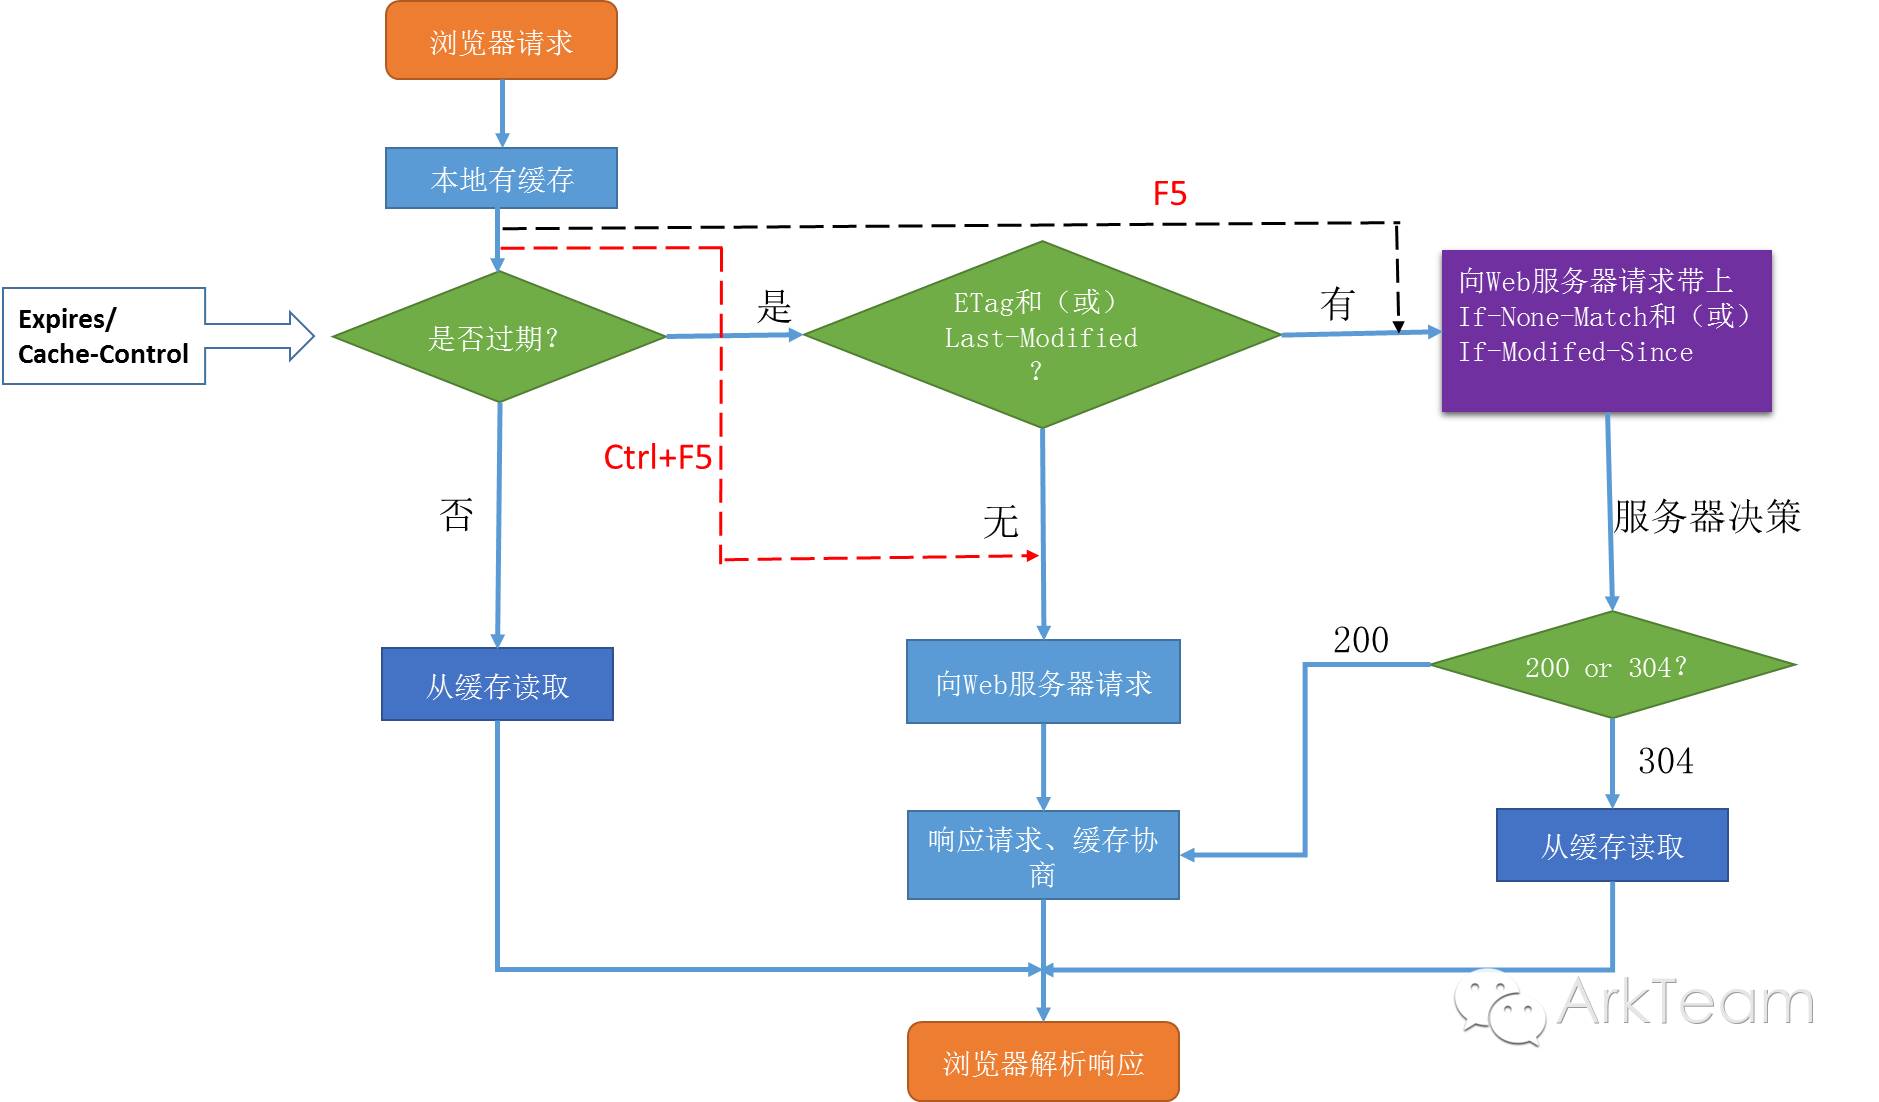 浏览器请求
本地有缓存
F5
Expires/
Cache-Control
是否过期？
是
ETag和（或）
Last-Modified
？
有
向Web服务器请求带上
If-None-Match和（或）
If-Modifed-Since
Ctrl+F5
否
无
服务器决策
200
200 or 304？
从缓存读取
向Web服务器请求
304
响应请求、缓存协
商
从缓存读取
ArkTeam
浏览器解析响应